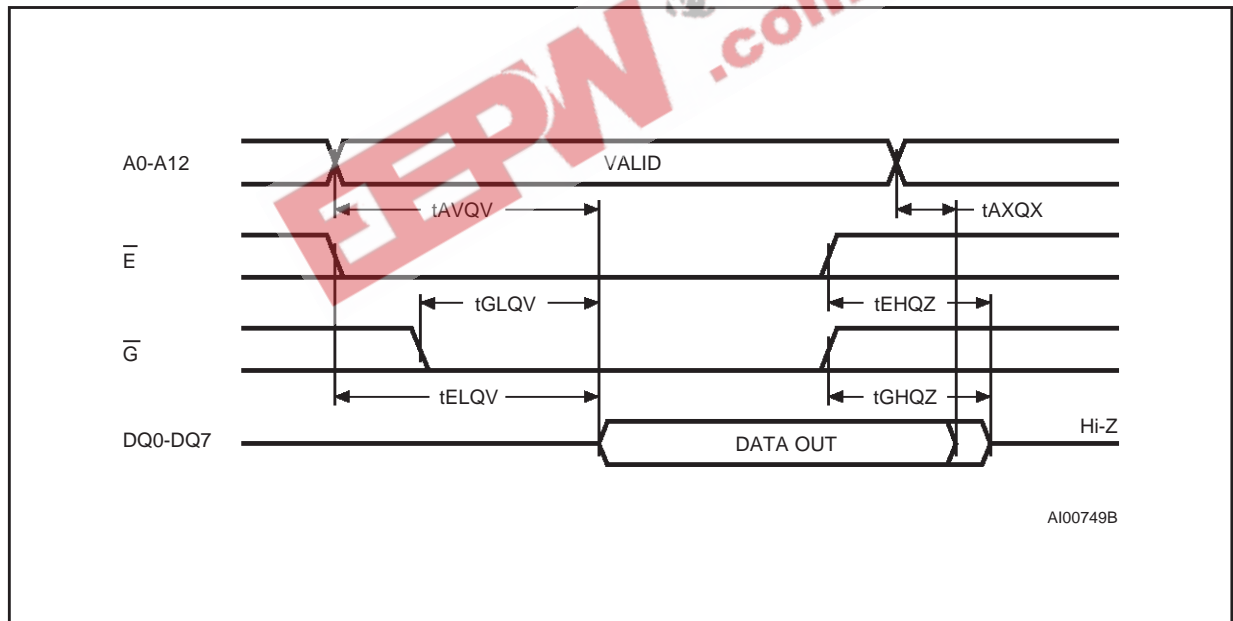 EEPW .com
A0-A12
VALID
tAVQV
tAXQX
E
tGLQV
tEHQZ
G
tELQV
tGHQZ
DQ0-DQ7
DATA OUT
Hi-Z
AI00749B